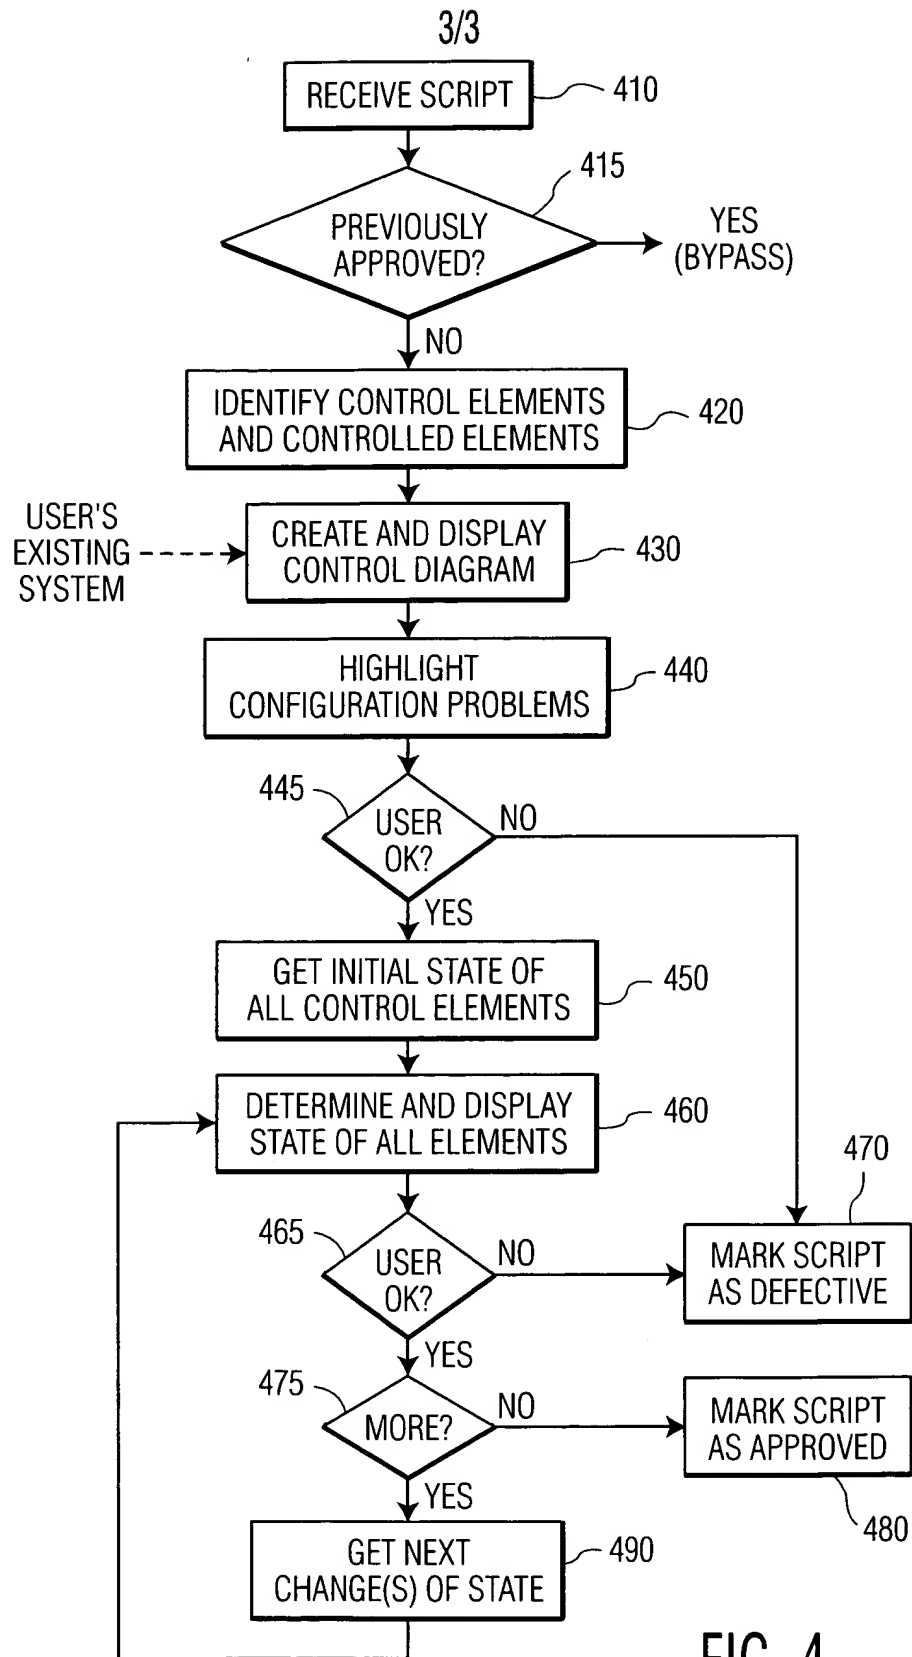 3/3
RECEIVE SCRIPT
410
415
PREVIOUSLY
APPROVED?
YES
(BYPASS)
NO
IDENTIFY CONTROL ELEMENTS
AND CONTROLLED ELEMENTS
420
USER'S
EXISTING
SYSTEM
CREATE AND DISPLAY
CONTROL DIAGRAM
430
HIGHLIGHT
CONFIGURATION PROBLEMS
440
445
USER
OK?
NO
YES
GET INITIAL STATE OF
ALL CONTROL ELEMENTS
450
DETERMINE AND DISPLAY
STATE OF ALL ELEMENTS
460
470
465
USER
OK?
NO
MARK SCRIPT
AS DEFECTIVE
YES
475
MORE?
NO
MARK SCRIPT
AS APPROVED
480
YES
GET NEXT
CHANGE(S) OF STATE
490
FIG. 4